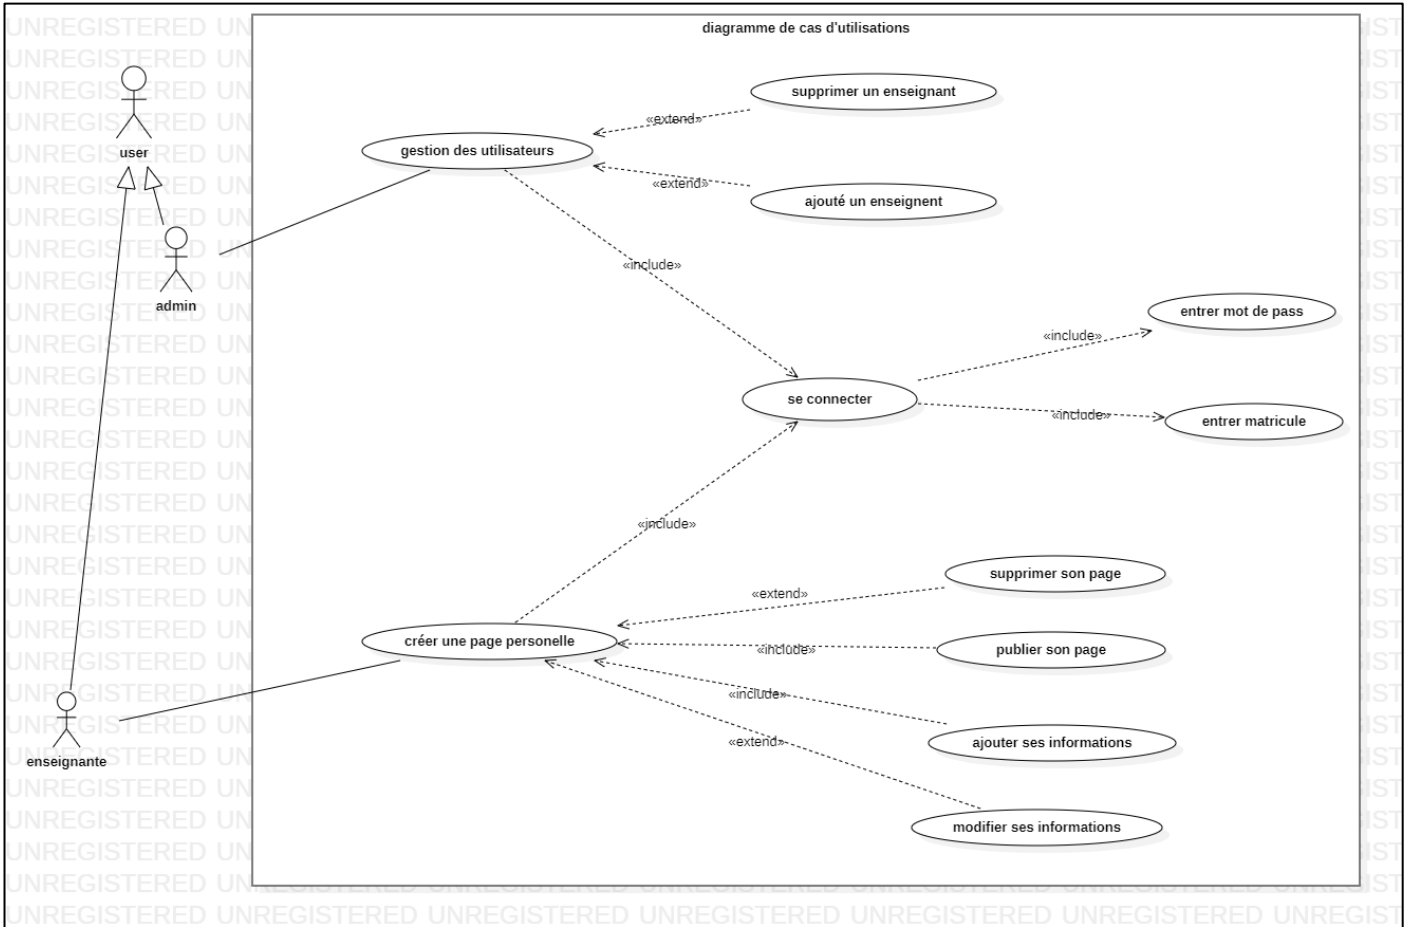 diagramme de cas d'utilisations
supprimer un enseignant
«extend»
user
gestion des utilisateurs
«extend»
ajouté un enseignent
«include»
admin
entrer mot de pass
«include»
se connecter
«include»
entrer matricule
«include»
supprimer son page
«extend»
créer une page personelle
publier son page
«include»
«include»
ajouter ses informations
«extend»
enseignante
modifier ses informations
UNREGISTERED UNREGISTERED UNREGISTERED UNREGISTERED UNREGISTERED UNREGISTERED UNREGIST